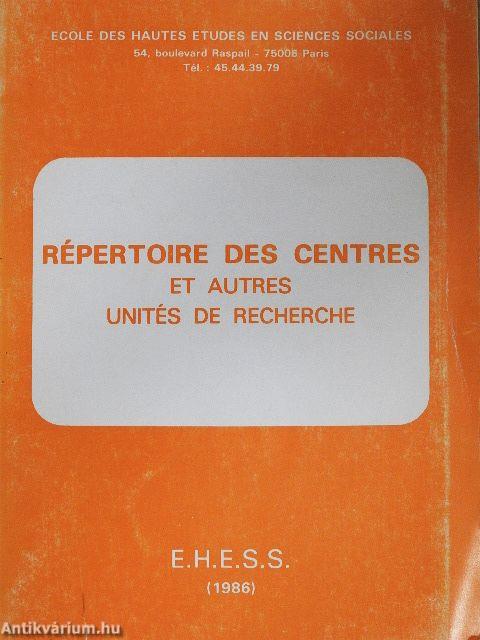 ECOLE DES HAUTES ETUDES EN SCIENCES SOCIALES
54, boulevard Raspail - 75006 Paris
Tél. : 45.44.39.79
RÉPERTOIRE DES CENTRES
ET AUTRES
UNITÉS DE RECHERCHE
E.H.E.S.S.
(1986)
Antikvárium.hu